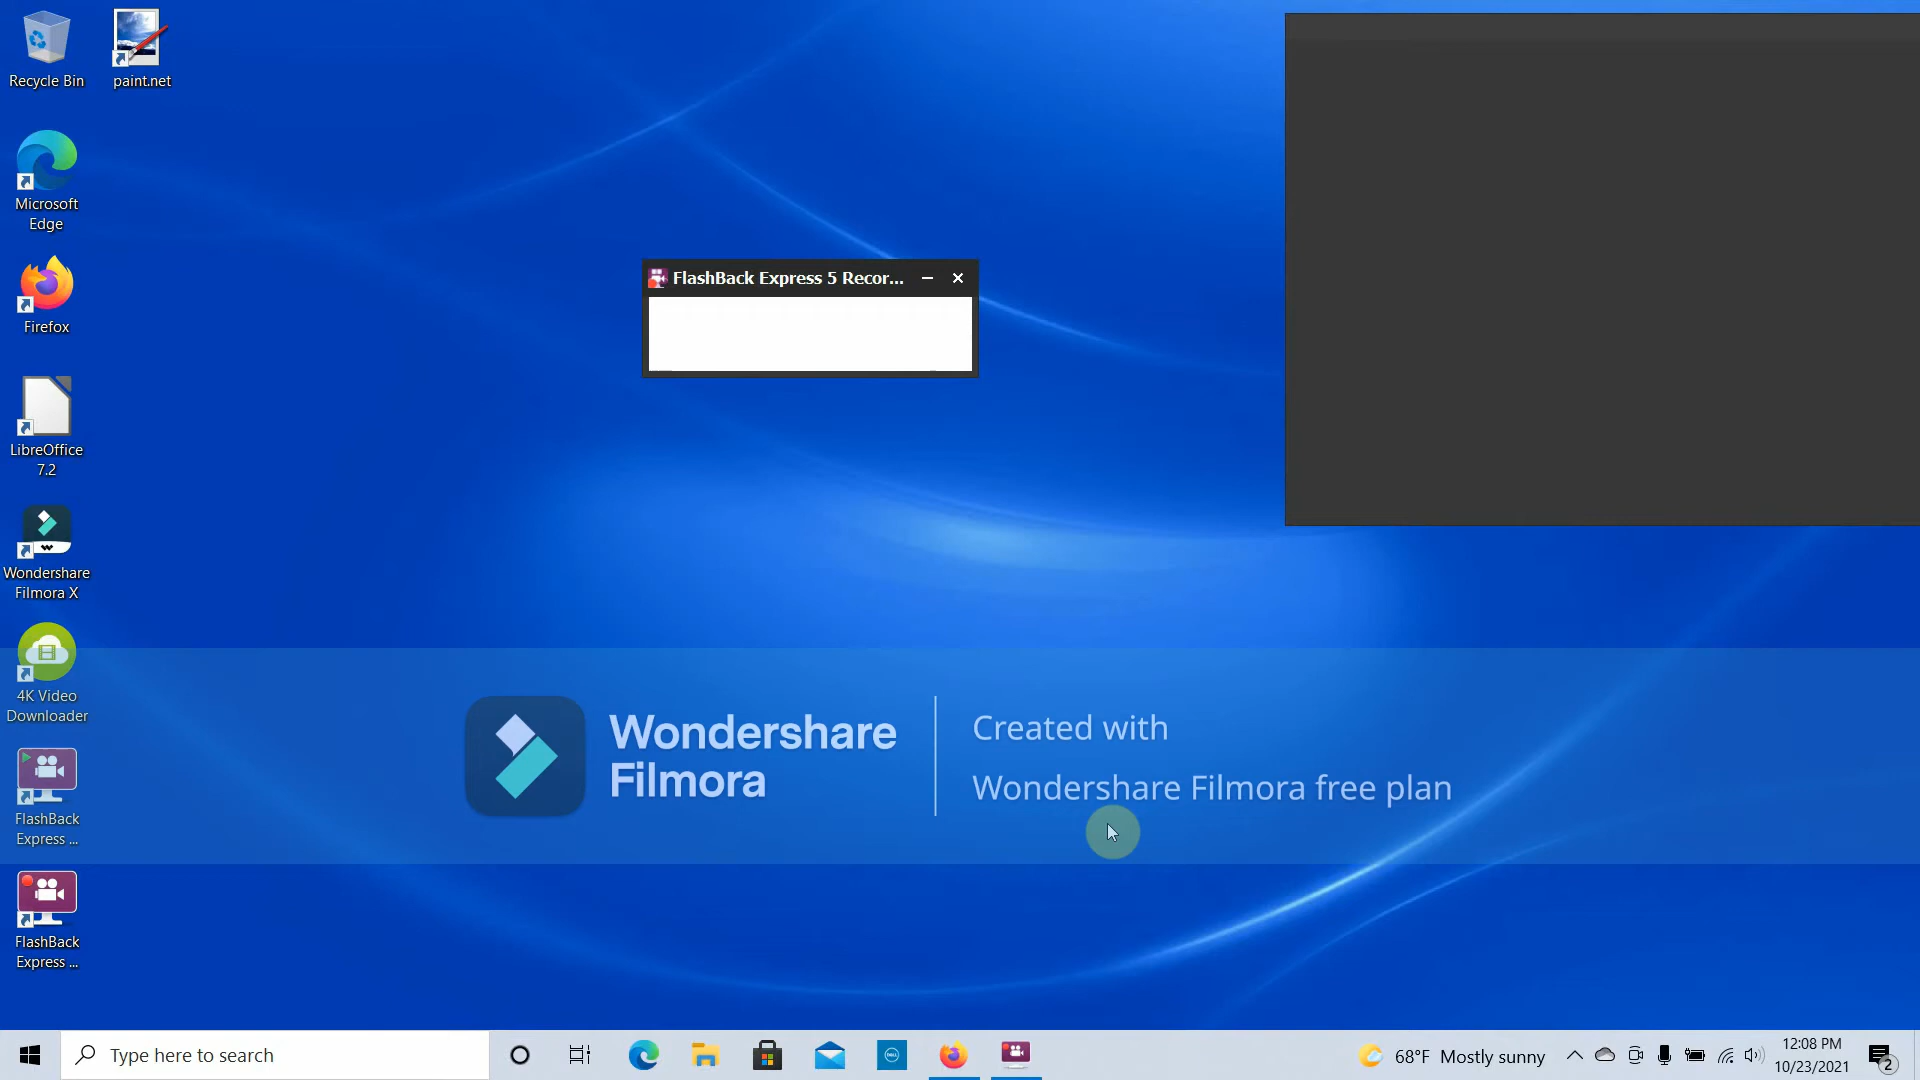 Recycle Bin
paint.net
Microsoft
Edge
Firefox
LibreOffice
7.2
Wondershare
Filmora X
4K Video
Downloader
FlashBack
Express ...
FlashBack
Express ...
FlashBack Express 5 Recor...
Wondershare
Filmora
Created with
Wondershare Filmora free plan
Type here to search
DELL
68°F Mostly sunny
12:08 PM
10/23/2021
2